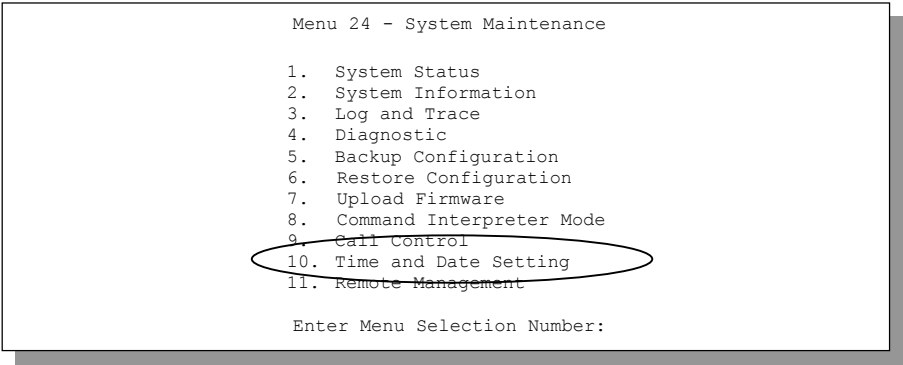 Menu 24 - System Maintenance
1. System Status
2. System Information
3. Log and Trace
4. Diagnostic
5. Backup Configuration
6. Restore Configuration
7. Upload Firmware
8. Command Interpreter Mode
9. Call Control
10. Time and Date Setting
11. Remote Management
Enter Menu Selection Number: